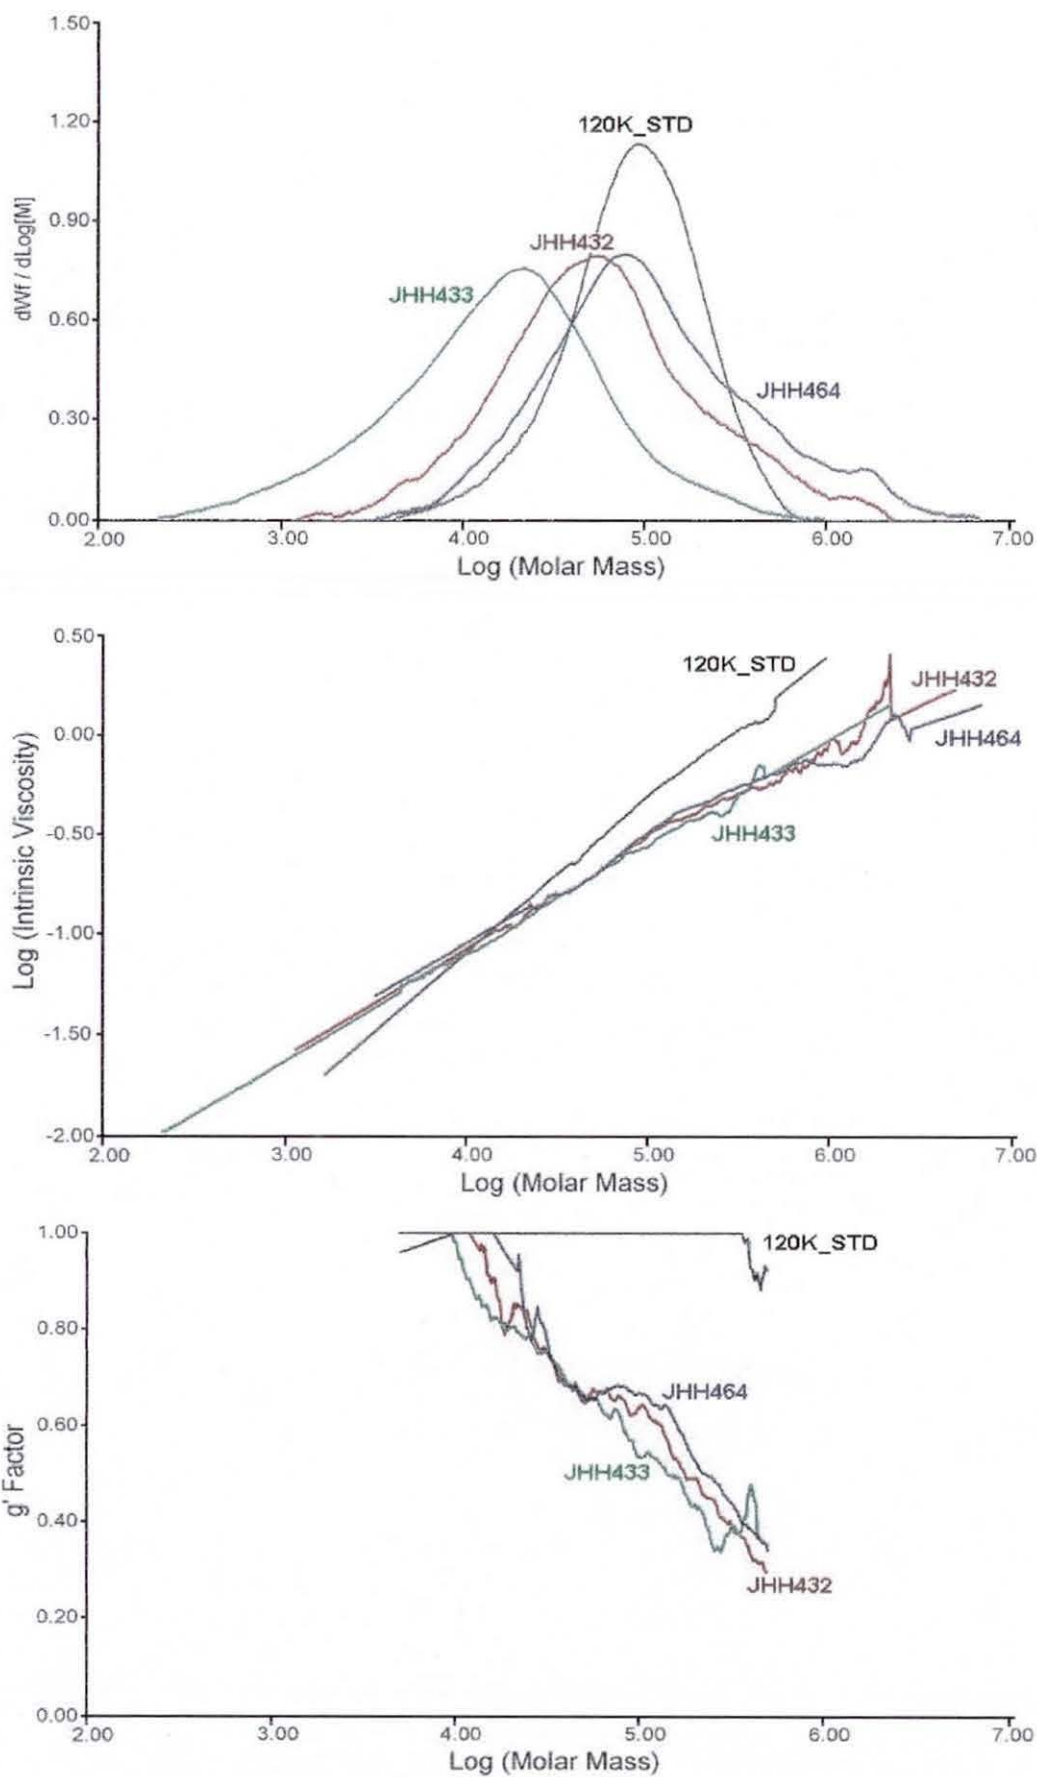 1.50
120K_STD
1.20
dWf / dLog[M]
0.90
JHH432
JHH433
0.60
JHH464
0.30
0.00
2.00 3.00 4.00 5.00 6.00 7.00
Log (Molar Mass)
0.50
120K_STD
JHH432
0.00
JHH464
Log (Intrinsic Viscosity)
-0.50
JHH433
-1.00
-1.50
-2.00
2.00 3.00 4.00 5.00 6.00 7.00
Log (Molar Mass)
1.00
120K_STD
0.80
JHH464
0.60
g' Factor
JHH433
0.40
JHH432
0.20
0.00
2.00 3.00 4.00 5.00 6.00 7.00
Log (Molar Mass)